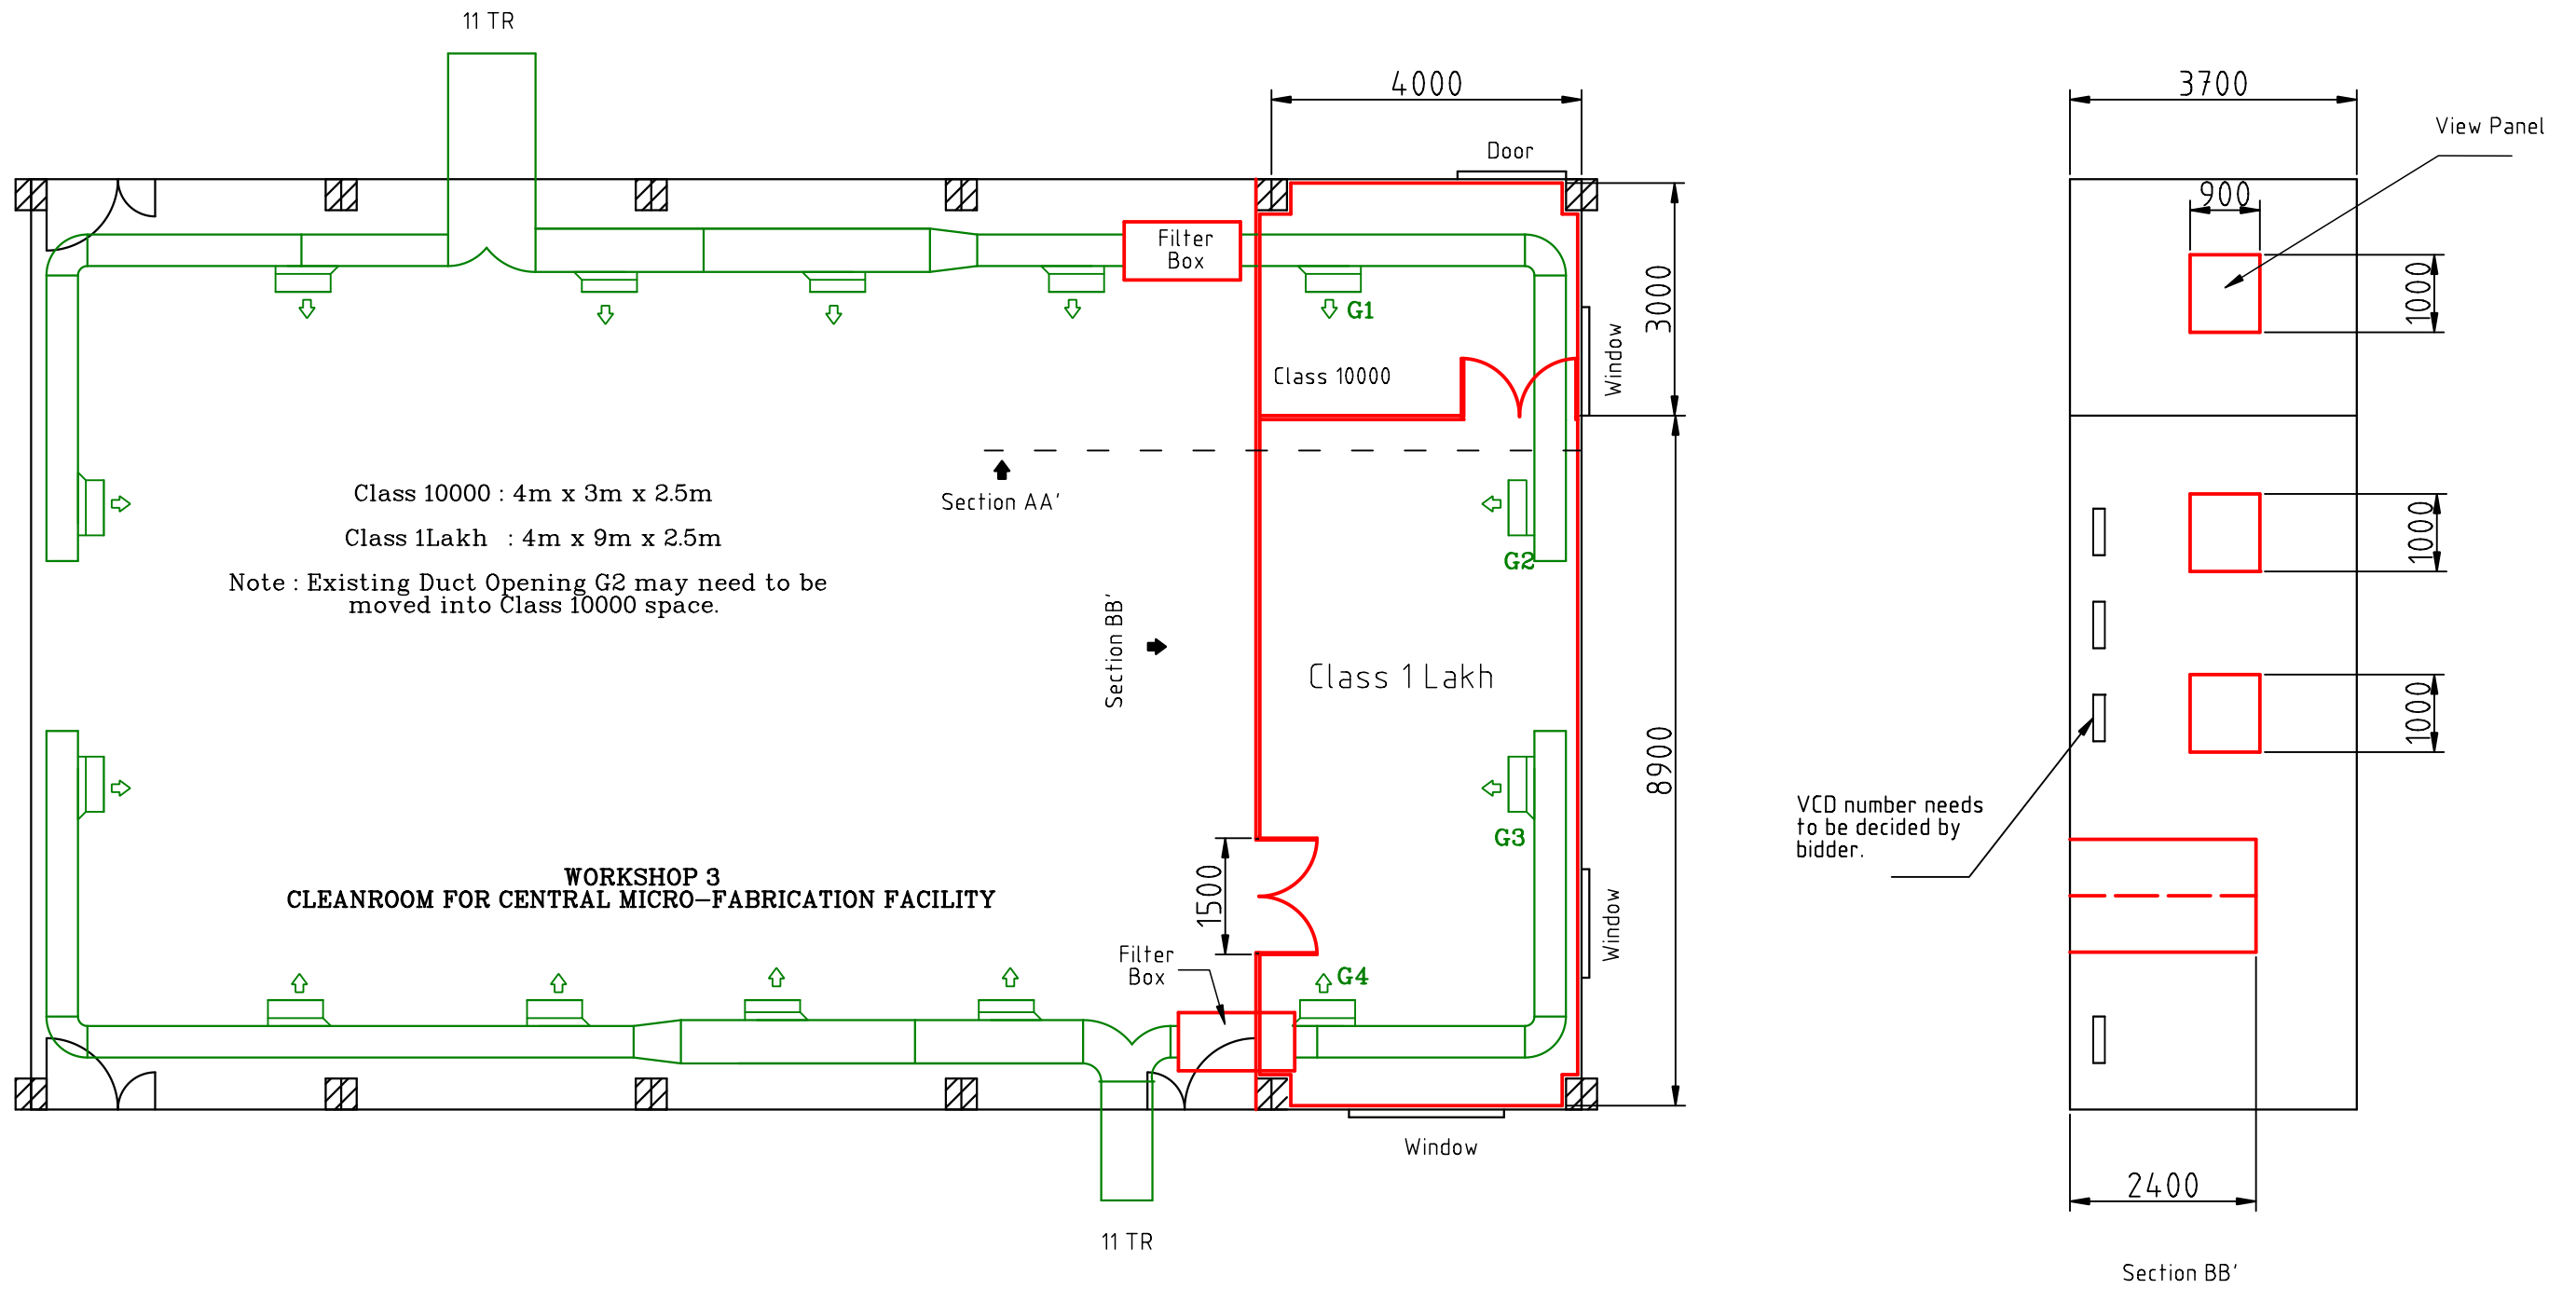 11 TR
4000
3700
View Panel
Door
900
Filter
Box
G1
3000
1000
Window
Class 10000
Class 10000 : 4m x 3m x 2.5m
Section AA'
1000
Class 1Lakh : 4m x 9m x 2.5m
G2
Note : Existing Duct Opening G2 may need to be
moved into Class 10000 space.
Section BB'
Class 1 Lakh
1000
8900
VCD number needs
to be decided by
bidder.
G3
WORKSHOP 3
CLEANROOM FOR CENTRAL MICRO-FABRICATION FACILITY
1500
Window
Filter
Box
G4
Window
2400
11 TR
Section BB'